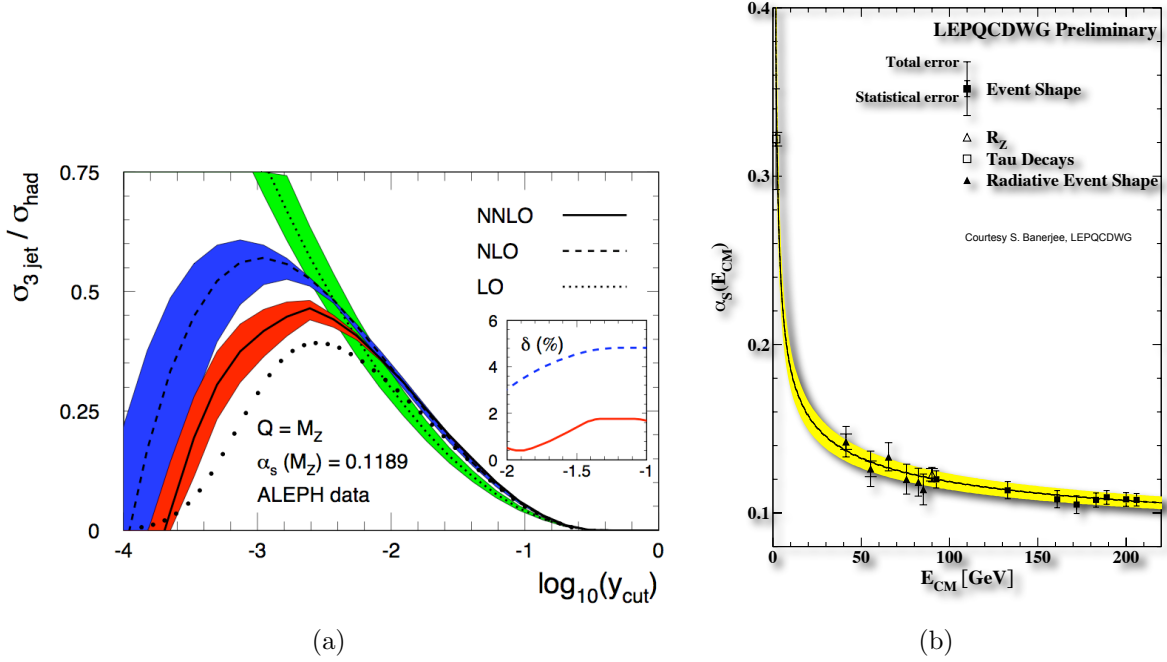 0.75
0.5
0.25
0
σ3 jet / σhad
NNLO
NLO
LO
6
4
2
0
δ (%)
-2
-1.5
-1
Q = MZ
αs (MZ) = 0.1189
ALEPH data
-4
-3
-2
-1
0
log10(ycut)
(a)
0.4
0.3
0.2
0.1
αS(ECM)
LEPQCDWG Preliminary
Total error
Statistical error
Event Shape
RZ
Tau Decays
Radiative Event Shape
Courtesy S. Banerjee, LEPQCDWG
0
50
100
150
200
ECM [GeV]
(b)